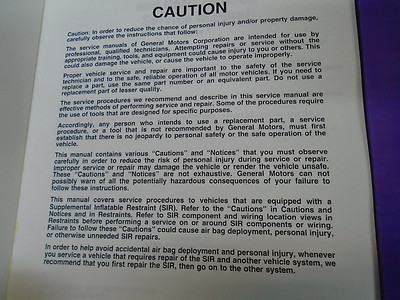 CAUTION
Caution: In order to reduce the chance of personal injury and/or property damage,
carefully observe the instructions that follow:
The service manuals of General Motors Corporation are intended for use by
professional, qualified technicians. Attempting repairs or service without the
appropriate training, tools, and equipment could cause injury to you or others. This
could also damage the vehicle, or cause the vehicle to operate improperly.
Proper vehicle service and repair are important to the safety of the service
technician and to the safe, reliable operation of all motor vehicles. If you need to
replace a part, use the same part number or an equivalent part. Do not use a
replacement part of lesser quality.
The service procedures we recommend and describe in this service manual are
effective methods of performing service and repair. Some of the procedures require
the use of tools that are designed for specific purposes.
Accordingly, any person who intends to use a replacement part, a service
procedure, or a tool that is not recommended by General Motors, must first
establish that there is no jeopardy to personal safety or the safe operation of the
vehicle.
This manual contains various "Cautions" and "Notices" that you must observe
carefully in order to reduce the risk of personal injury during service or repair.
Improper service or repair may damage the vehicle or render the vehicle unsafe.
These "Cautions" and "Notices" are not exhaustive. General Motors can not
possibly warn of all the potentially hazardous consequences of your failure to
follow these instructions.
This manual covers service procedures to vehicles that are equipped with a
Supplemental Inflatable Restraint (SIR). Refer to the "Cautions" in Cautions and
Notices and in Restraints. Refer to SIR component and wiring location views in
Restraints before performing a service on or around SIR components or wiring.
Failure to follow these "Cautions" could cause air bag deployment, personal injury,
or otherwise unneeded SIR repairs.
In order to help avoid accidental air bag deployment and personal injury, whenever
you service a vehicle that requires repair of the SIR and another vehicle system, we
recommend that you first repair the SIR, then go on to the other system.